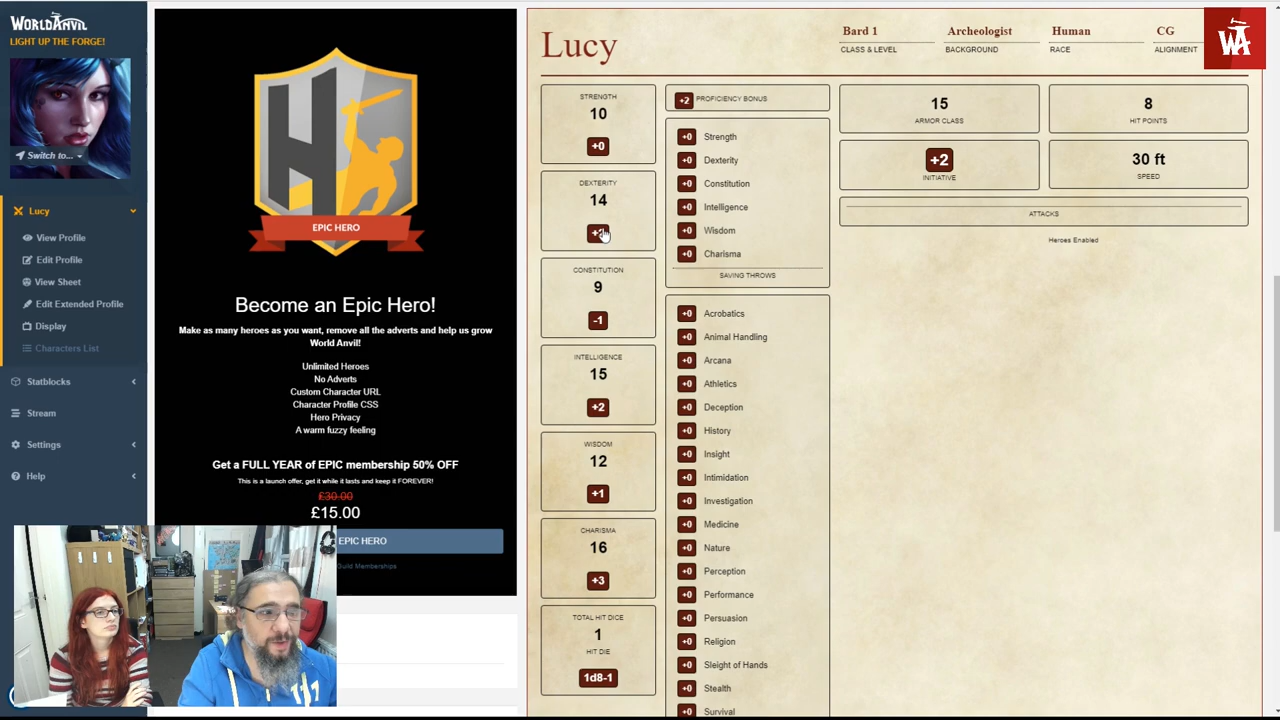 WORLDANVIL
LIGHT UP THE FORGE!
Switch to...
Lucy
View Profile
Edit Profile
View Sheet
Edit Extended Profile
Display
Characters List
Statblocks
Stream
Settings
Help
H
EPIC HERO
Become an Epic Hero!
Make as many heroes as you want, remove all the adverts and help us grow
World Anvil!
Unlimited Heroes
No Adverts
Custom Character URL
Character Profile CSS
Hero Privacy
A warm fuzzy feeling
Get a FULL YEAR of EPIC membership 50% OFF
This is a launch offer, get it while it lasts and keep it FOREVER!
£30.00
£15.00
EPIC HERO
Guild Memberships
Lucy
Bard 1
CLASS & LEVEL
Archeologist
BACKGROUND
Human
RACE
CG
ALIGNMENT
WA
STRENGTH
10
+0
DEXTERITY
14
CONSTITUTION
9
-1
INTELLIGENCE
15
+2
WISDOM
12
+1
CHARISMA
16
+3
TOTAL HIT DICE
1
HIT DIE
1d8-1
+2 PROFICIENCY BONUS
+0 Strength
+0 Dexterity
+0 Constitution
+0 Intelligence
+0 Wisdom
+0 Charisma
SAVING THROWS
+0 Acrobatics
+0 Animal Handling
+0 Arcana
+0 Athletics
+0 Deception
+0 History
+0 Insight
+0 Intimidation
+0 Investigation
+0 Medicine
+0 Nature
+0 Perception
+0 Performance
+0 Persuasion
+0 Religion
+0 Sleight of Hands
+0 Stealth
+0 Survival
15
ARMOR CLASS
8
HIT POINTS
+2
INITIATIVE
30 ft
SPEED
ATTACKS
Heroes Enabled